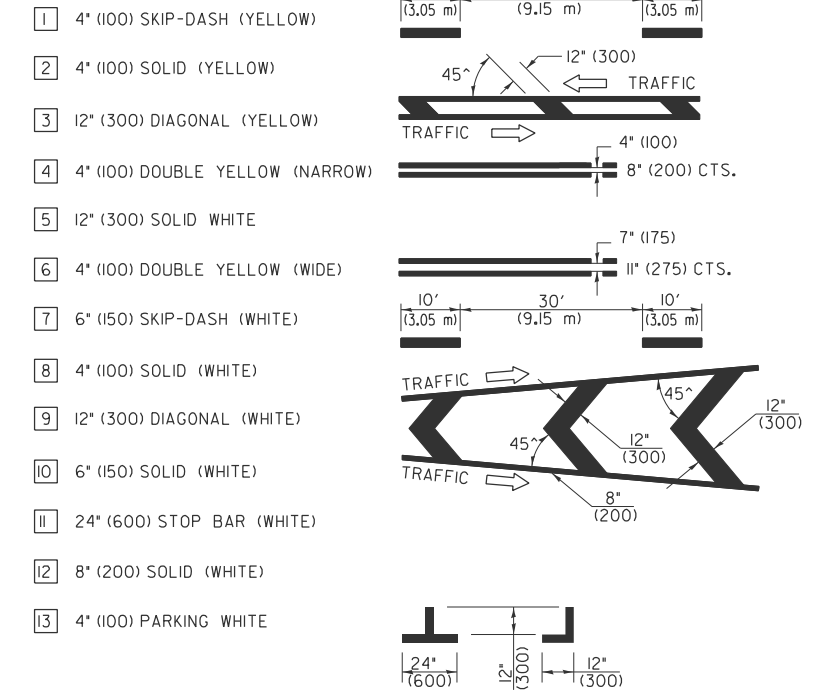 (3.05 m) (9.15 m) (3.05 m)
1 4" (100) SKIP-DASH (YELLOW)
2 4" (100) SOLID (YELLOW)
45^ 12" (300)
TRAFFIC
3 12" (300) DIAGONAL (YELLOW)
TRAFFIC
4 4" (100) DOUBLE YELLOW (NARROW)
4" (100)
8" (200) CTS.
5 12" (300) SOLID WHITE
6 4" (100) DOUBLE YELLOW (WIDE)
7" (175)
11" (275) CTS.
7 6" (150) SKIP-DASH (WHITE)
10' 30' 10'
(3.05 m) (9.15 m) (3.05 m)
8 4" (100) SOLID (WHITE)
TRAFFIC
45^
12"
(300)
9 12" (300) DIAGONAL (WHITE)
45^
12"
(300)
10 6" (150) SOLID (WHITE)
TRAFFIC
8"
(200)
11 24" (600) STOP BAR (WHITE)
12 8" (200) SOLID (WHITE)
13 4" (100) PARKING WHITE
24"
(600)
12"
(300)
12"
(300)